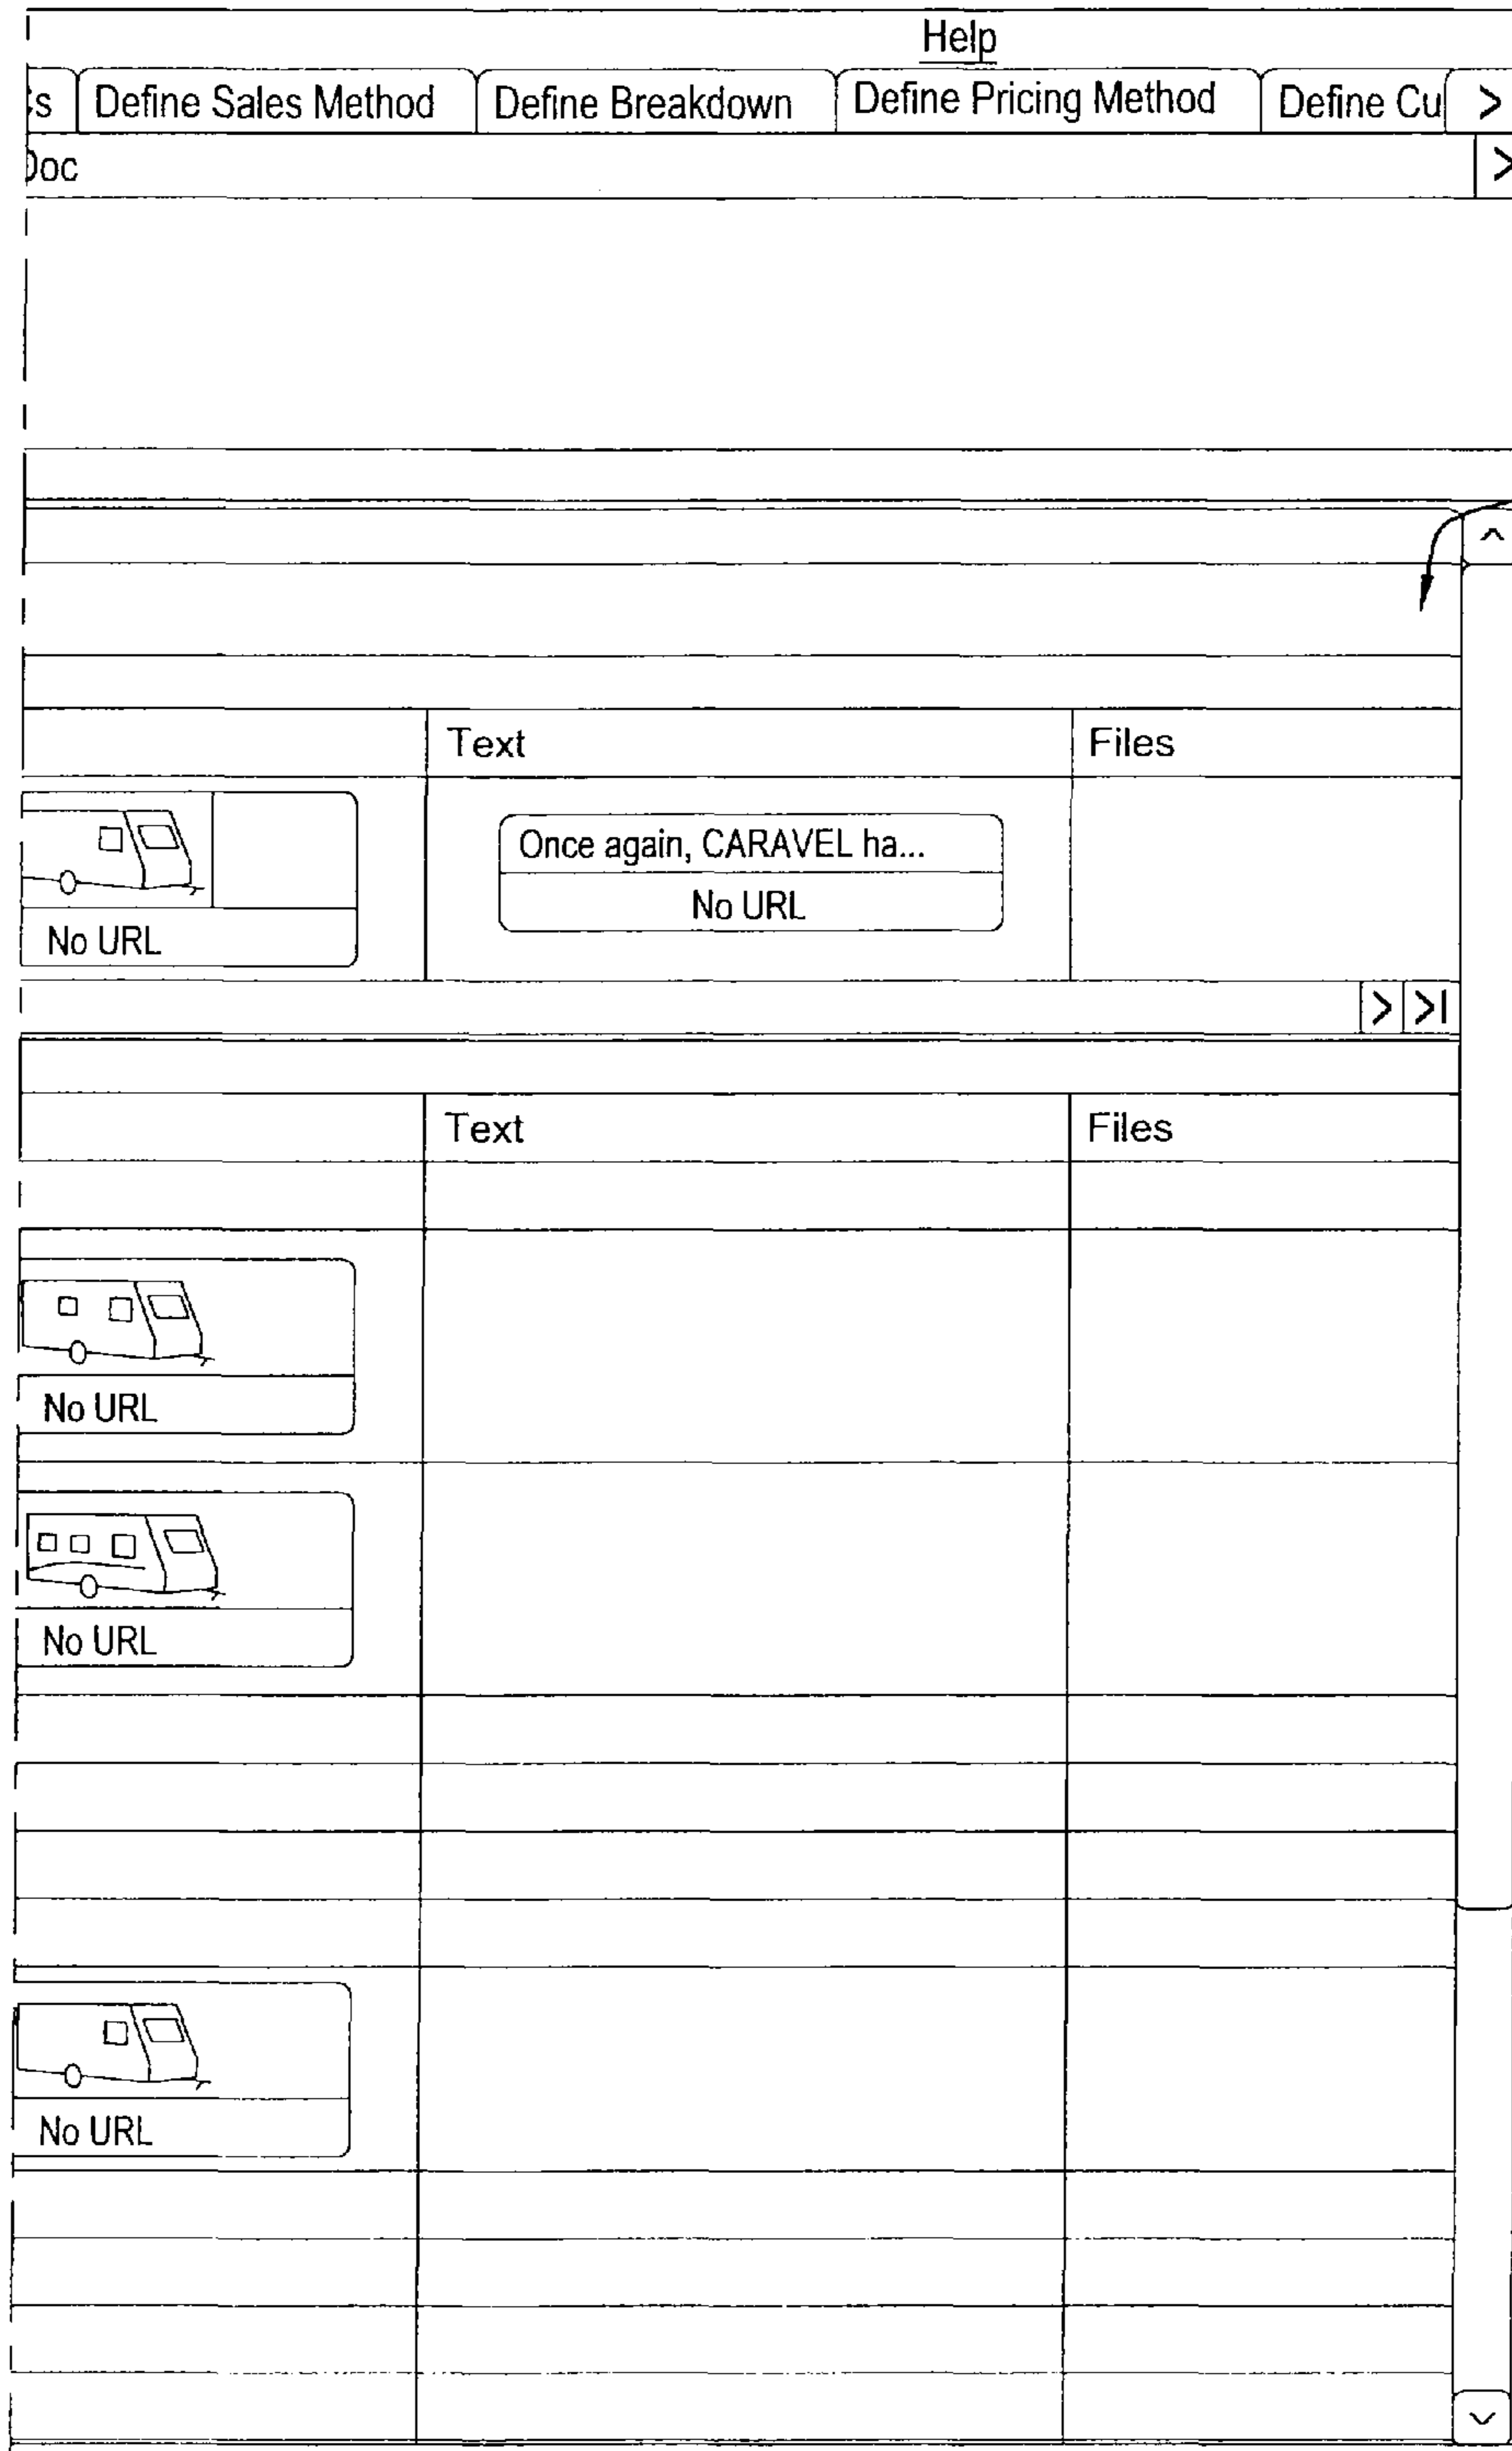 Help
s Define Sales Method Define Breakdown Define Pricing Method Define Cu >
Doc >
Text Files
Once again, CARAVEL ha...
No URL
No URL
> >|
Text Files
No URL
No URL
No URL